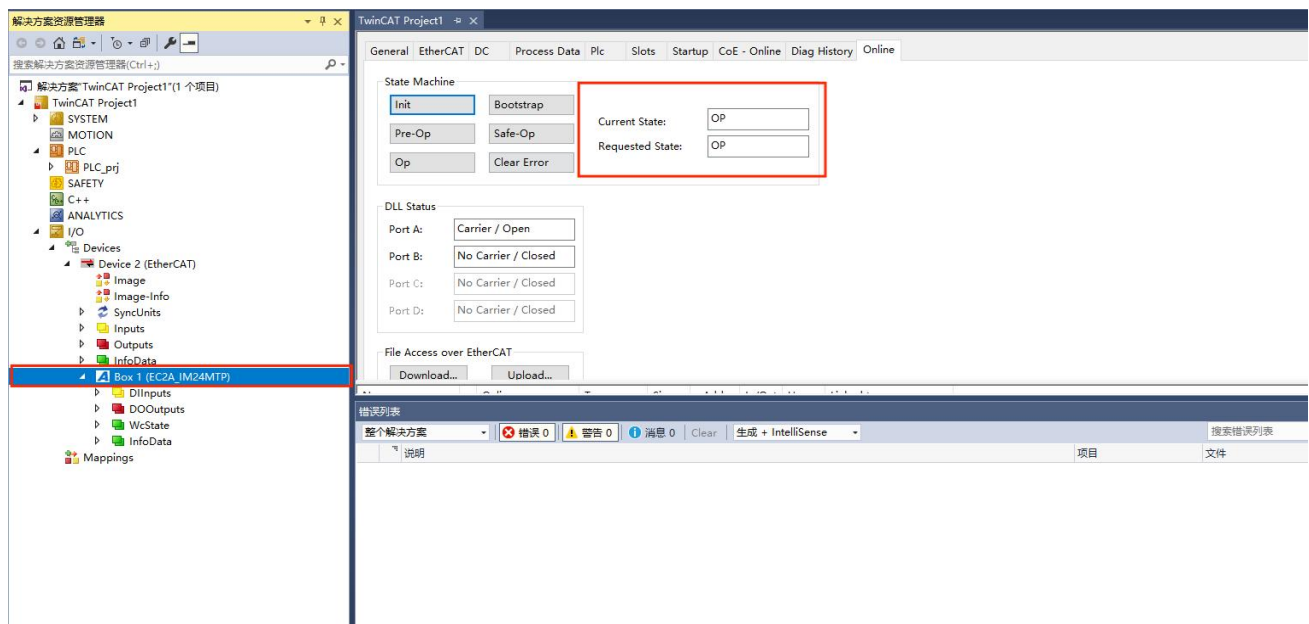 解决方案资源管理器
搜索解决方案资源管理器(Ctrl+;)
解决方案"TwinCAT Project1"(1 个项目)
TwinCAT Project1
SYSTEM
MOTION
PLC
PLC_prj
SAFETY
C++
ANALYTICS
I/O
Devices
Device 2 (EtherCAT)
Image
Image-Info
SyncUnits
Inputs
Outputs
InfoData
Box 1 (EC2A_IM24MTP)
DIInputs
DOOutputs
WcState
InfoData
Mappings
TwinCAT Project1
General EtherCAT DC Process Data Plc Slots Startup CoE - Online Diag History Online
State Machine
Init Bootstrap
Pre-Op Safe-Op
Op Clear Error
Current State: OP
Requested State: OP
DLL Status
Port A: Carrier / Open
Port B: No Carrier / Closed
Port C: No Carrier / Closed
Port D: No Carrier / Closed
File Access over EtherCAT
Download... Upload...
错误列表
整个解决方案 错误 0 警告 0 消息 0 Clear 生成 + IntelliSense 搜索错误列表
说明 项目 文件